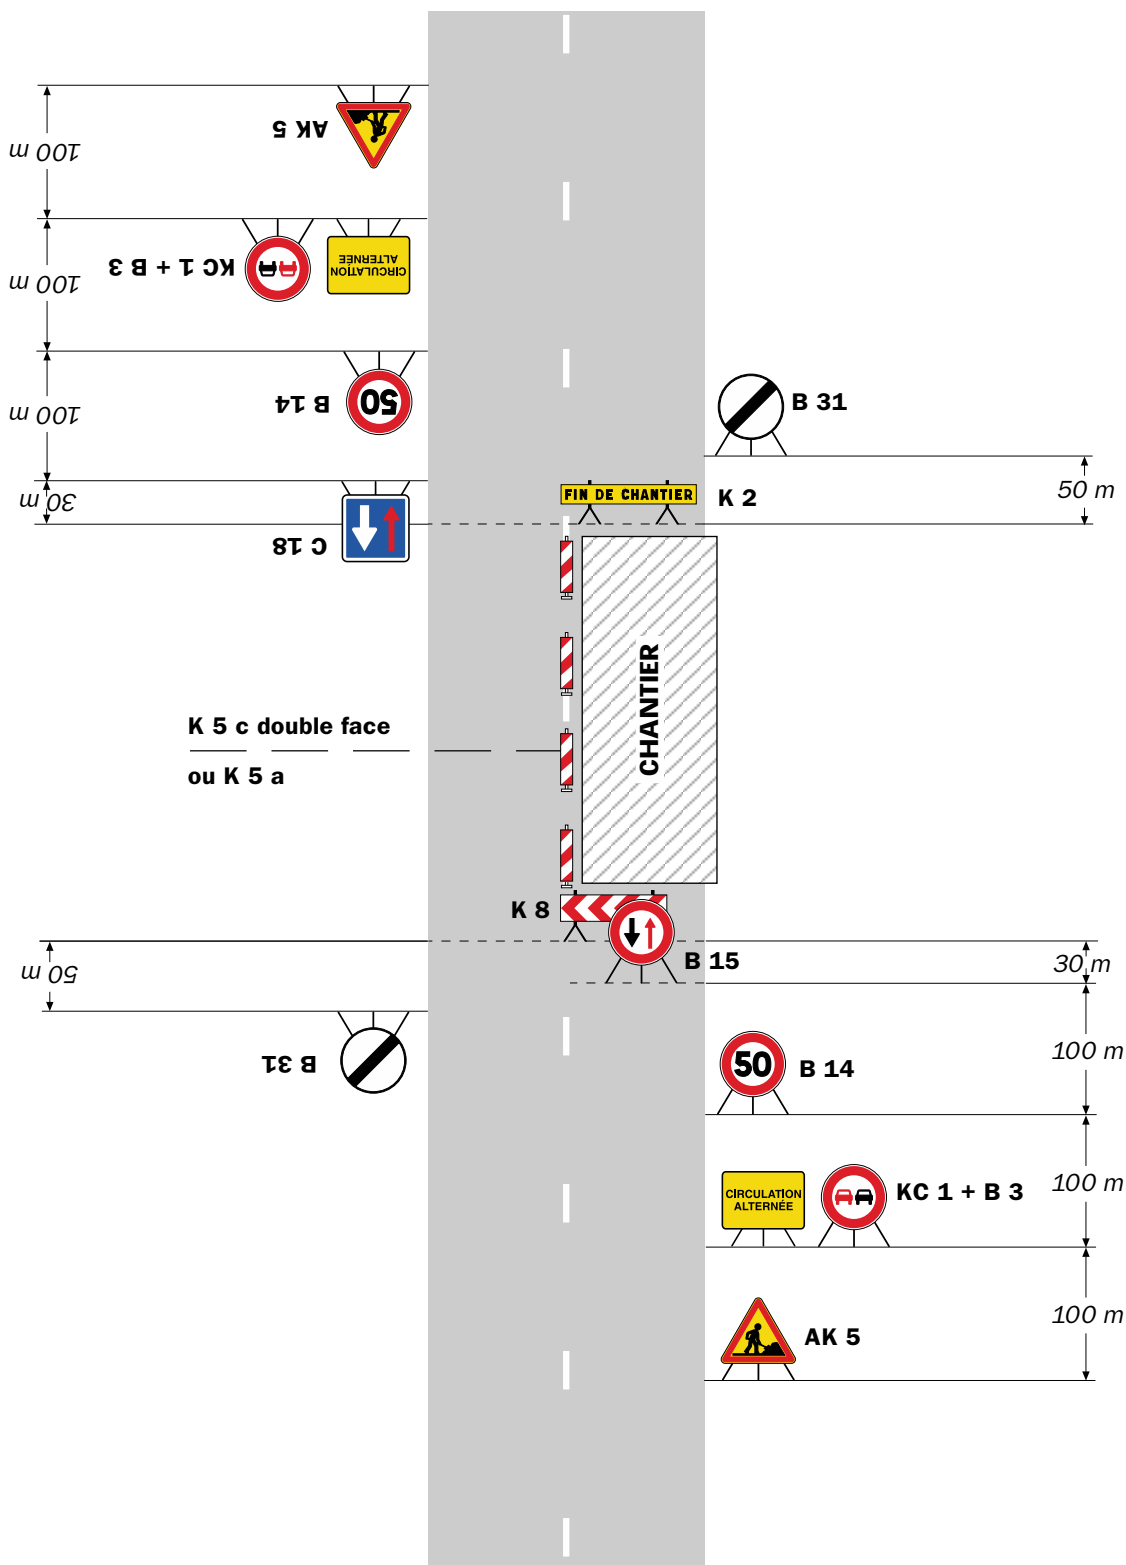 AK 5
100 m
KC 1 + B 3
CIRCULATION
ALTERNÉE
100 m
B 14
50
100 m
B 31
30 m
C 18
FIN DE CHANTIER
K 2
50 m
CHANTIER
K 5 c double face
ou K 5 a
K 8
B 15
30 m
50 m
B 31
50
B 14
100 m
CIRCULATION
ALTERNÉE
KC 1 + B 3
100 m
AK 5
100 m